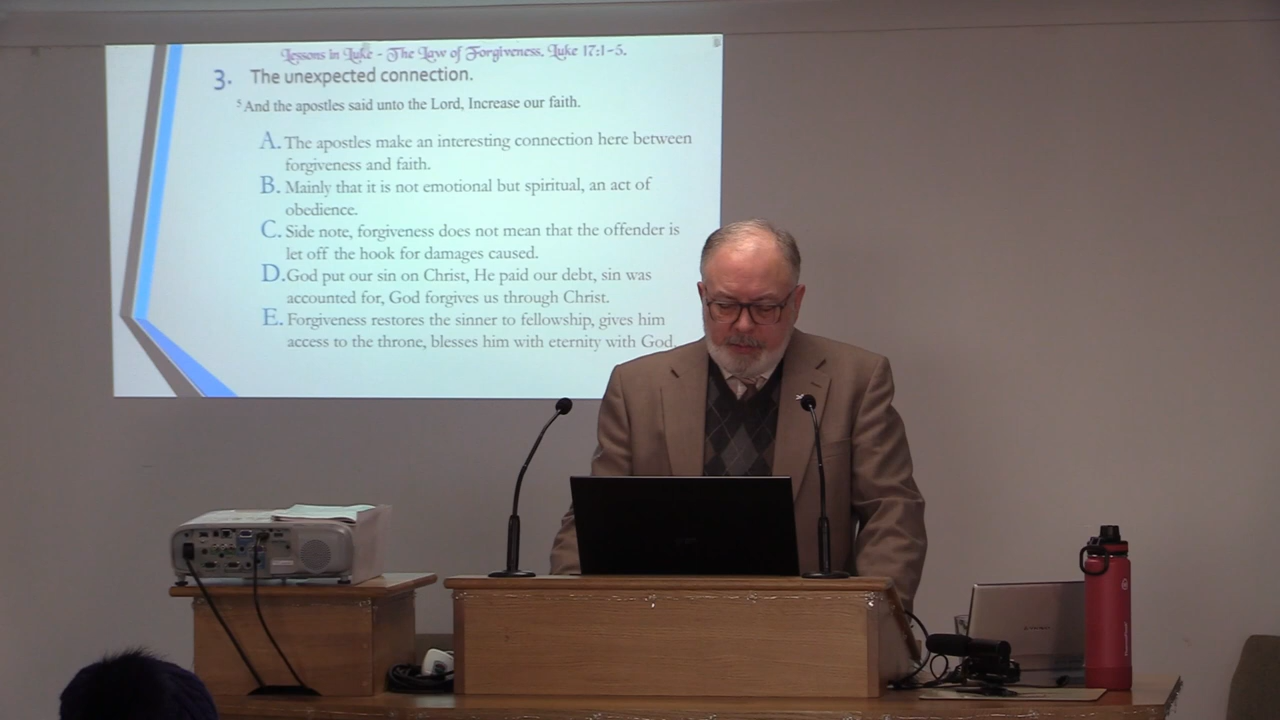 Lessons in Luke - The Law of Forgiveness. Luke 17:1-5.
3. The unexpected connection.
5 And the apostles said unto the Lord, Increase our faith.
A. The apostles make an interesting connection here between
forgiveness and faith.
B. Mainly that it is not emotional but spiritual, an act of
obedience.
C. Side note, forgiveness does not mean that the offender is
let off the hook for damages caused.
D. God put our sin on Christ, He paid our debt, sin was
accounted for, God forgives us through Christ.
E. Forgiveness restores the sinner to fellowship, gives him
access to the throne, blesses him with eternity with God.